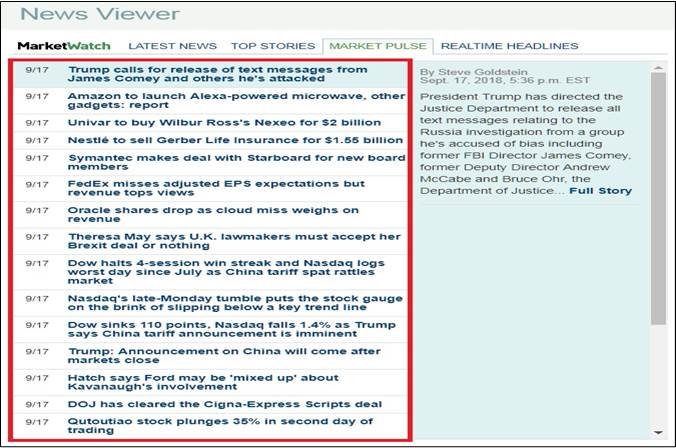 News Viewer
MarketWatch LATEST NEWS TOP STORIES MARKET PULSE REALTIME HEADLINES
9/17 Trump calls for release of text messages from
James Comey and others he's attacked
9/17 Amazon to launch Alexa-powered microwave, other
gadgets: report
9/17 Univar to buy Wilbur Ross's Nexeo for $2 billion
9/17 Nestlé to sell Gerber Life Insurance for $1.55 billion
9/17 Symantec makes deal with Starboard for new board
members
9/17 FedEx misses adjusted EPS expectations but
revenue tops views
9/17 Oracle shares drop as cloud miss weighs on
revenue
9/17 Theresa May says U.K. lawmakers must accept her
Brexit deal or nothing
9/17 Dow halts 4-session win streak and Nasdaq logs
worst day since July as China tariff spat rattles
market
9/17 Nasdaq's late-Monday tumble puts the stock gauge
on the brink of slipping below a key trend line
9/17 Dow sinks 110 points, Nasdaq falls 1.4% as Trump
says China tariff announcement is imminent
9/17 Trump: Announcement on China will come after
markets close
9/17 Hatch says Ford may be 'mixed up' about
Kavanaugh's involvement
9/17 DOJ has cleared the Cigna-Express Scripts deal
9/17 Qutoutiao stock plunges 35% in second day of
trading
By Steve Goldstein
Sept. 17, 2018, 5:36 p.m. EST
President Trump has directed the
Justice Department to release all
text messages relating to the
Russia investigation from a group
he's accused of bias including
former FBI Director James Comey,
former Deputy Director Andrew
McCabe and Bruce Ohr, the
Department of Justice... Full Story